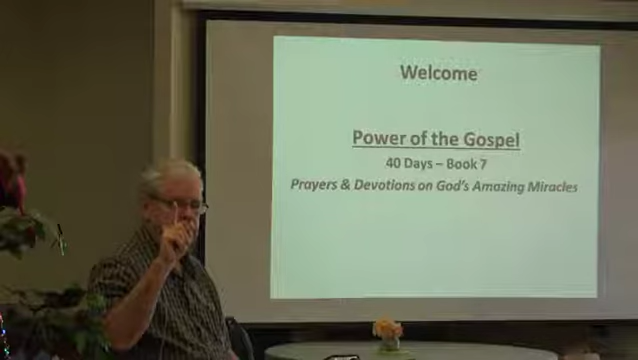 Welcome
Power of the Gospel
40 Days – Book 7
Prayers & Devotions on God's Amazing Miracles